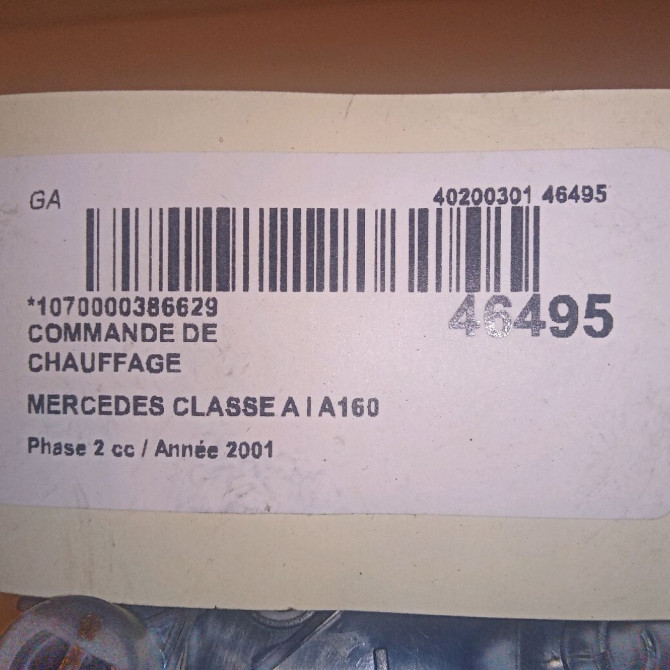 GA
40200301 46495
*1070000386629
46495
COMMANDE DE
CHAUFFAGE
MERCEDES CLASSE A I A160
Phase 2 cc / Année 2001